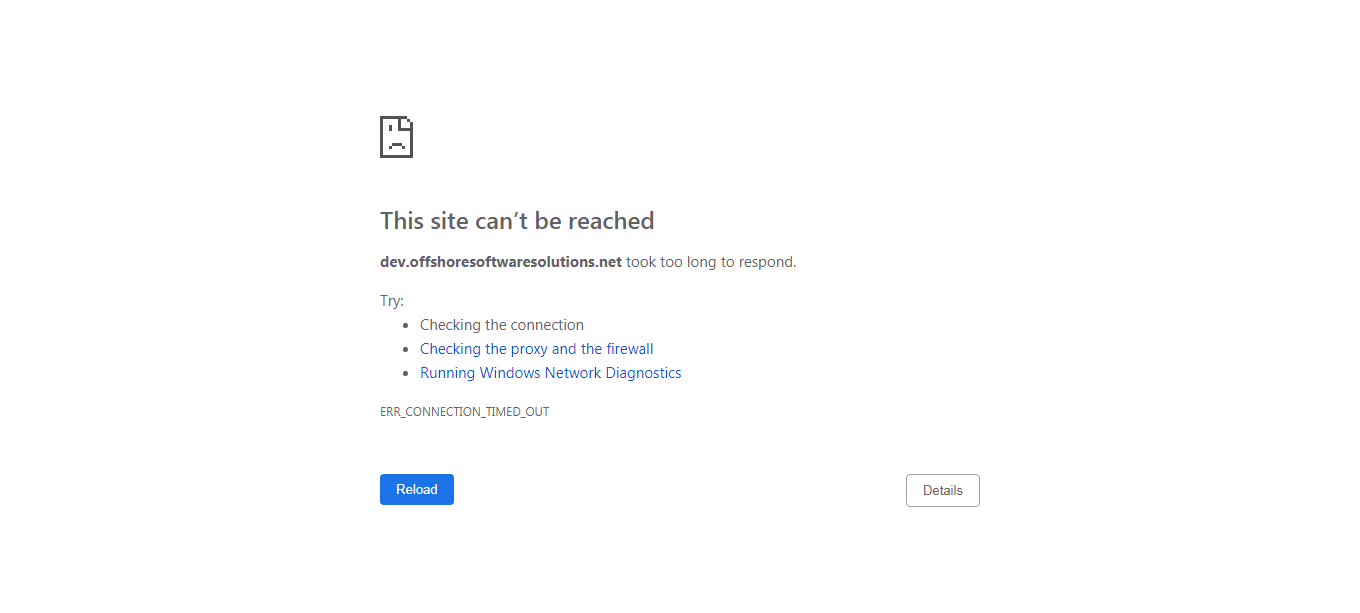 This site can’t be reached
dev.offshoresoftwaresolutions.net took too long to respond.
Try:
Checking the connection
Checking the proxy and the firewall
Running Windows Network Diagnostics
ERR_CONNECTION_TIMED_OUT
Reload
Details